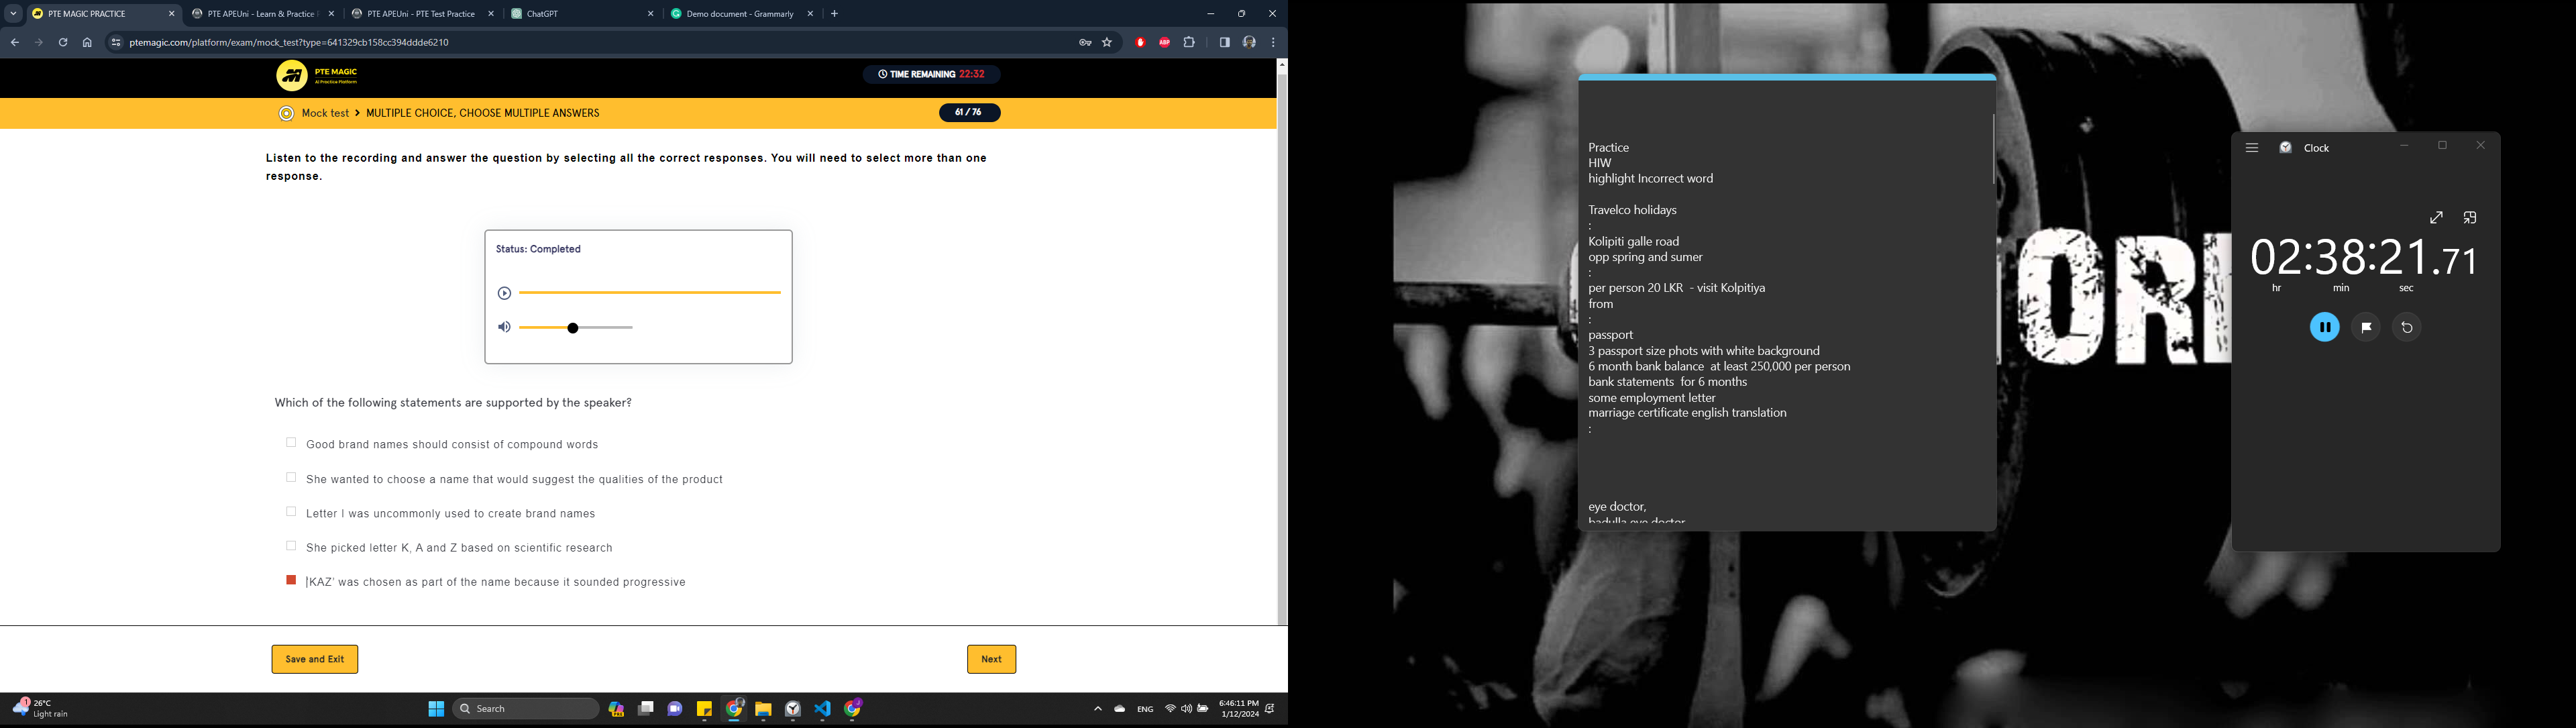 PTE MAGIC PRACTICE
PTE APEUni - Learn & Practice
PTE APEUni - PTE Test Practice
ChatGPT
Demo document - Grammarly
ptemagic.com/platform/exam/mock_test?type=641329cb158cc394ddde6210
ABP
PTE MAGIC
AI Practice Platform
TIME REMAINING 22:32
Mock test > MULTIPLE CHOICE, CHOOSE MULTIPLE ANSWERS
61 / 76
Listen to the recording and answer the question by selecting all the correct responses. You will need to select more than one
response.
Status: Completed
Which of the following statements are supported by the speaker?
Good brand names should consist of compound words
She wanted to choose a name that would suggest the qualities of the product
Letter I was uncommonly used to create brand names
She picked letter K, A and Z based on scientific research
'KAZ' was chosen as part of the name because it sounded progressive
Save and Exit
Next
1
26°C
Light rain
Search
ENG
6:46:11 PM
1/12/2024
Practice
HIW
highlight Incorrect word
Travelco holidays
:
Kolipiti galle road
opp spring and sumer
:
per person 20 LKR - visit Kolpitiya
from
:
passport
3 passport size phots with white background
6 month bank balance at least 250,000 per person
bank statements for 6 months
some employment letter
marriage certificate english translation
:
eye doctor,
badulla eye doctor
Clock
02:38:21.71
hr
min
sec